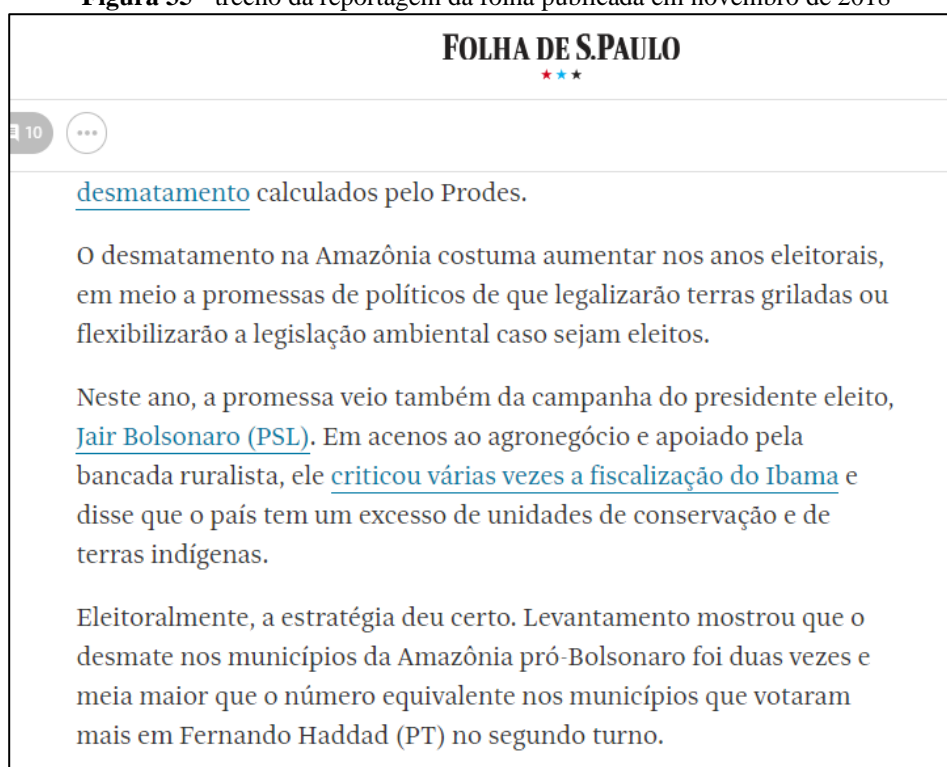 Figura 35 - trecho da reportagem da folha publicada em novembro de 2018
FOLHA DE S.PAULO
10
desmatamento calculados pelo Prodes.
O desmatamento na Amazônia costuma aumentar nos anos eleitorais,
em meio a promessas de políticos de que legalizarão terras griladas ou
flexibilizarão a legislação ambiental caso sejam eleitos.
Neste ano, a promessa veio também da campanha do presidente eleito,
Jair Bolsonaro (PSL). Em acenos ao agronegócio e apoiado pela
bancada ruralista, ele criticou várias vezes a fiscalização do Ibama e
disse que o país tem um excesso de unidades de conservação e de
terras indígenas.
Eleitoralmente, a estratégia deu certo. Levantamento mostrou que o
desmate nos municípios da Amazônia pró-Bolsonaro foi duas vezes e
meia maior que o número equivalente nos municípios que votaram
mais em Fernando Haddad (PT) no segundo turno.